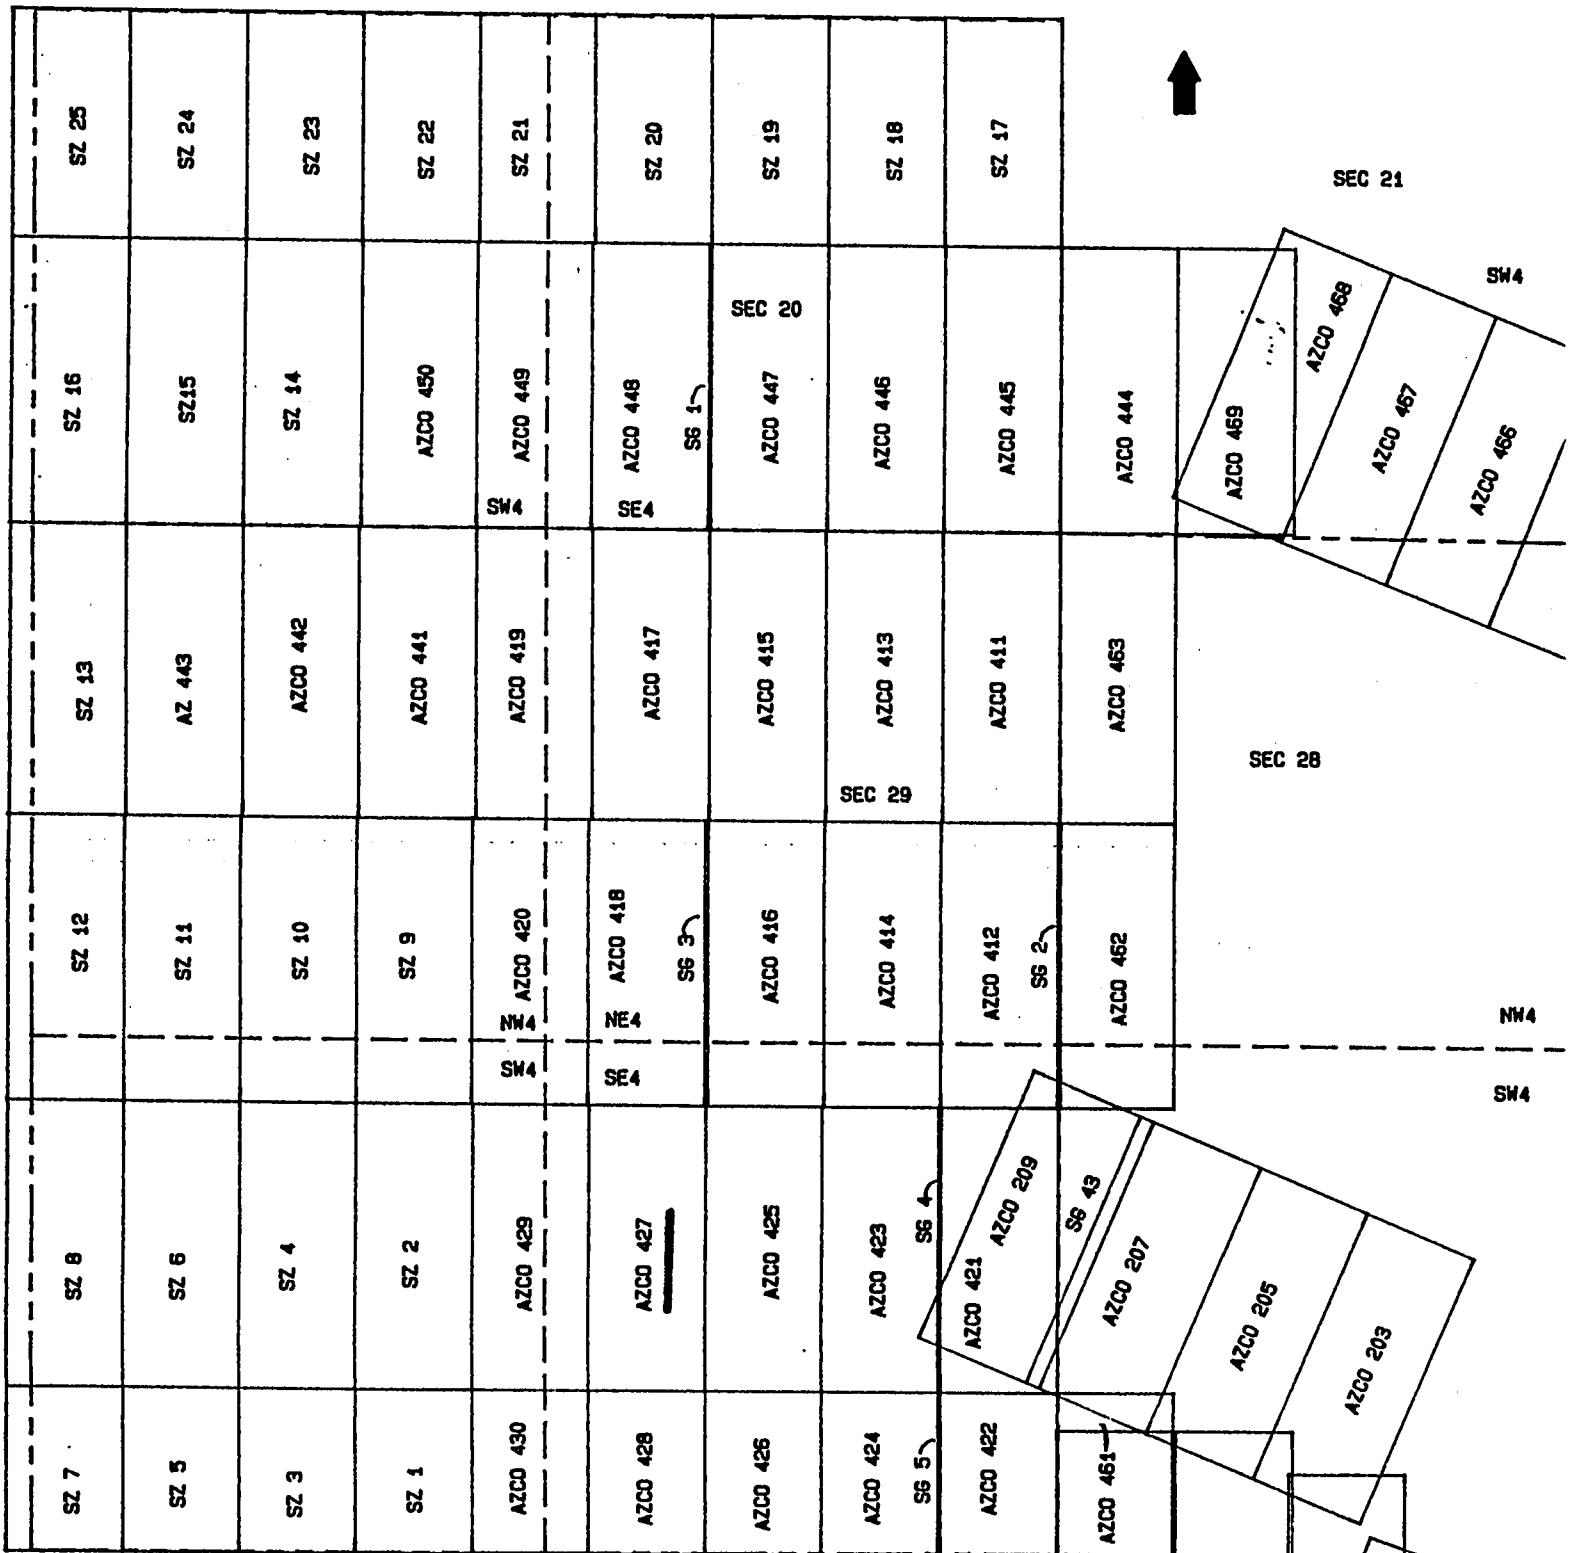 SZ 25
SZ 24
SZ 23
SZ 22
SZ 21
SZ 20
SZ 19
SZ 18
SZ 17
SEC 21
SW4
SEC 20
SZ 16
SZ15
SZ 14
AZCO 450
AZCO 449
AZCO 448
SG 1
AZCO 447
AZCO 446
AZCO 445
AZCO 444
AZCO 469
AZCO 468
AZCO 467
AZCO 466
SW4
SE4
SZ 13
AZ 443
AZCO 442
AZCO 441
AZCO 419
AZCO 417
AZCO 415
AZCO 413
AZCO 411
AZCO 463
SEC 28
SEC 29
SZ 12
SZ 11
SZ 10
SZ 9
AZCO 420
AZCO 418
SG 3
AZCO 416
AZCO 414
AZCO 412
SG 2
AZCO 462
NW4
NE4
NW4
SW4
SE4
SW4
SZ 8
SZ 6
SZ 4
SZ 2
AZCO 429
AZCO 427
AZCO 425
AZCO 423
SG 4
AZCO 421
AZCO 209
SG 43
AZCO 207
AZCO 205
AZCO 203
SZ 7
SZ 5
SZ 3
SZ 1
AZCO 430
AZCO 428
AZCO 426
AZCO 424
SG 5
AZCO 422
AZCO 461